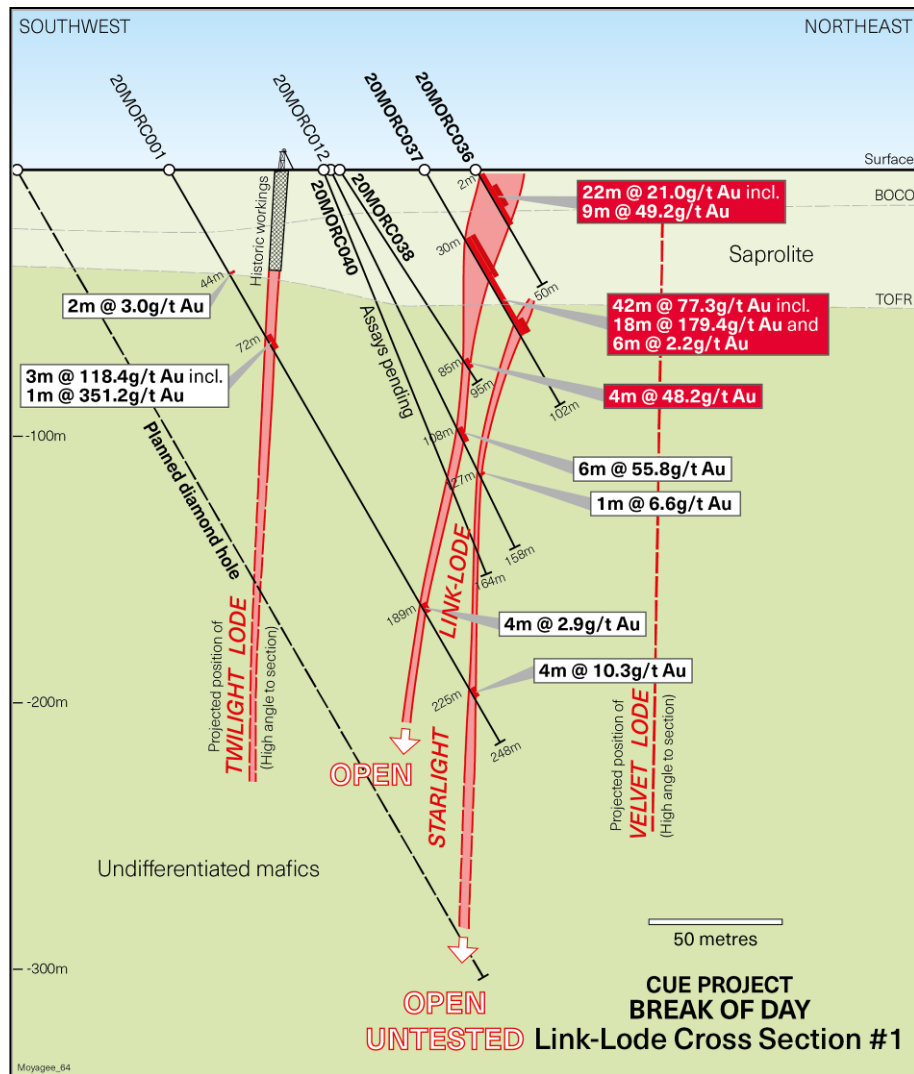 SOUTHWEST
NORTHEAST
20MORC001
20MORC012
20MORC040
20MORC038
20MORC037
20MORC036
Surface
BOCO
TOFR
Saprolite
Historic workings
2m
22m @ 21.0g/t Au incl.
9m @ 49.2g/t Au
30m
50m
44m
2m @ 3.0g/t Au
42m @ 77.3g/t Au incl.
18m @ 179.4g/t Au and
6m @ 2.2g/t Au
72m
3m @ 118.4g/t Au incl.
1m @ 351.2g/t Au
Assays pending
85m
95m
102m
4m @ 48.2g/t Au
-100m
108m
6m @ 55.8g/t Au
127m
1m @ 6.6g/t Au
Planned diamond hole
158m
164m
LINK-LODE
189m
4m @ 2.9g/t Au
4m @ 10.3g/t Au
225m
248m
-200m
Projected position of
TWILIGHT LODE
(High angle to section)
OPEN
STARLIGHT
Projected position of
VELVET LODE
(High angle to section)
Undifferentiated mafics
50 metres
-300m
OPEN
UNTESTED
CUE PROJECT
BREAK OF DAY
Link-Lode Cross Section #1
Moyagee_64